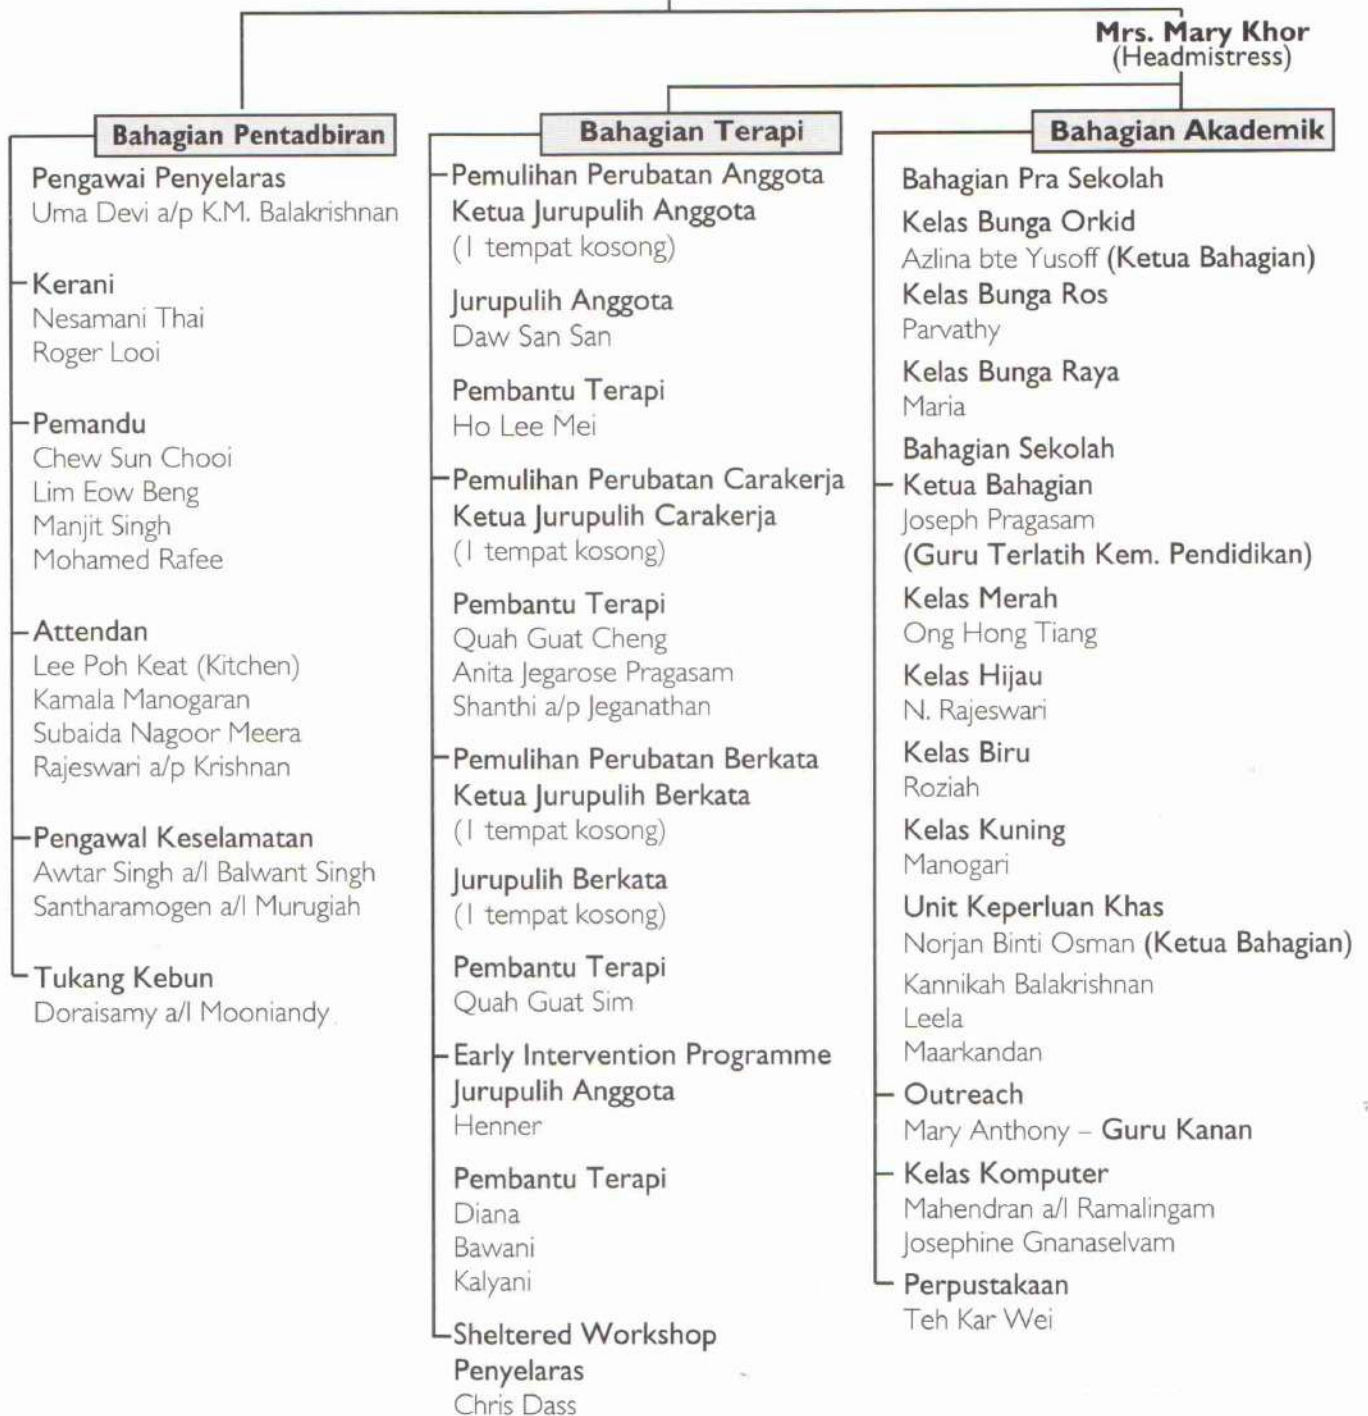 Mrs. Mary Khor
(Headmistress)
Bahagian Pentadbiran
Pengawai Penyelaras
Uma Devi a/p K.M. Balakrishnan
Kerani
Nesamani Thai
Roger Looi
Pemandu
Chew Sun Chooi
Lim Eow Beng
Manjit Singh
Mohamed Rafee
Attendan
Lee Poh Keat (Kitchen)
Kamala Manogaran
Subaida Nagoor Meera
Rajeswari a/p Krishnan
Pengawal Keselamatan
Awtar Singh a/l Balwant Singh
Santharamogen a/l Murugiah
Tukang Kebun
Doraisamy a/l Mooniandy
Bahagian Terapi
Pemulihan Perubatan Anggota
Ketua Jurupulih Anggota
(1 tempat kosong)
Jurupulih Anggota
Daw San San
Pembantu Terapi
Ho Lee Mei
Pemulihan Perubatan Carakerja
Ketua Jurupulih Carakerja
(1 tempat kosong)
Pembantu Terapi
Quah Guat Cheng
Anita Jegarose Pragasam
Shanthi a/p Jeganathan
Pemulihan Perubatan Berkata
Ketua Jurupulih Berkata
(1 tempat kosong)
Jurupulih Berkata
(1 tempat kosong)
Pembantu Terapi
Quah Guat Sim
Early Intervention Programme
Jurupulih Anggota
Henner
Pembantu Terapi
Diana
Bawani
Kalyani
Sheltered Workshop
Penyelaras
Chris Dass
Bahagian Akademik
Bahagian Pra Sekolah
Kelas Bunga Orkid
Azlina bte Yusoff (Ketua Bahagian)
Kelas Bunga Ros
Parvathy
Kelas Bunga Raya
Maria
Bahagian Sekolah
Ketua Bahagian
Joseph Pragasam
(Guru Terlatih Kem. Pendidikan)
Kelas Merah
Ong Hong Tiang
Kelas Hijau
N. Rajeswari
Kelas Biru
Roziah
Kelas Kuning
Manogari
Unit Keperluan Khas
Norjan Binti Osman (Ketua Bahagian)
Kannikah Balakrishnan
Leela
Maarkandan
Outreach
Mary Anthony – Guru Kanan
Kelas Komputer
Mahendran a/l Ramalingam
Josephine Gnanaselvam
Perpustakaan
Teh Kar Wei